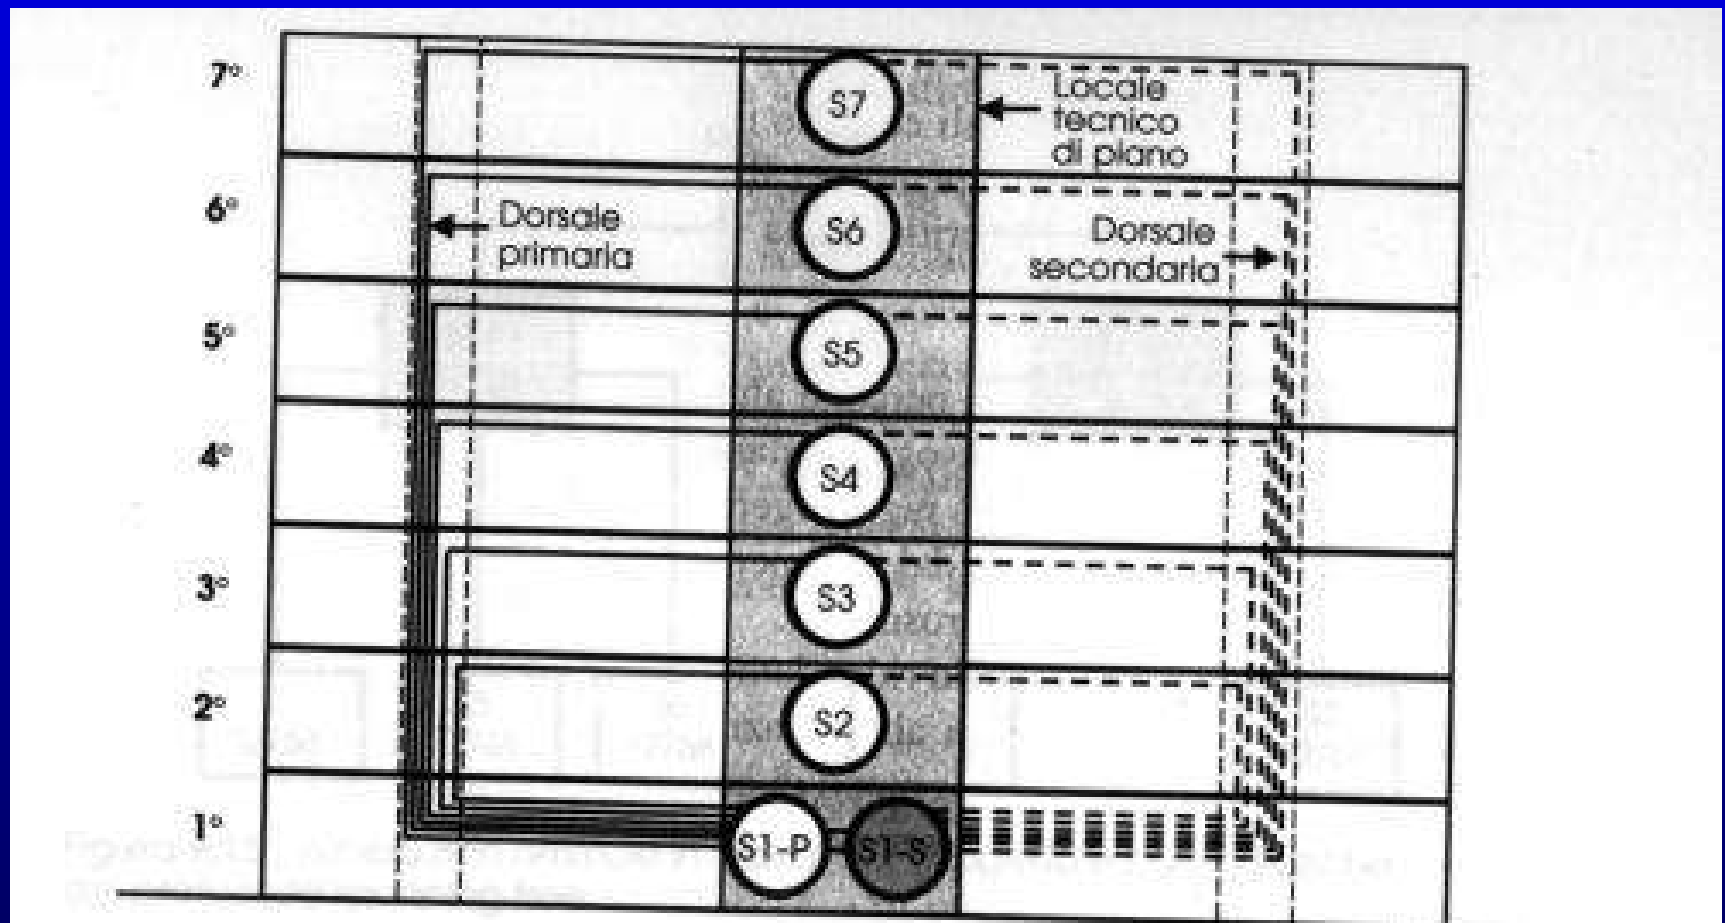 7°
S7
Locale
tecnico
di piano
6°
Dorsale
primaria
S6
Dorsale
secondaria
5°
S5
4°
S4
3°
S3
2°
S2
1°
S1-P
S1-S